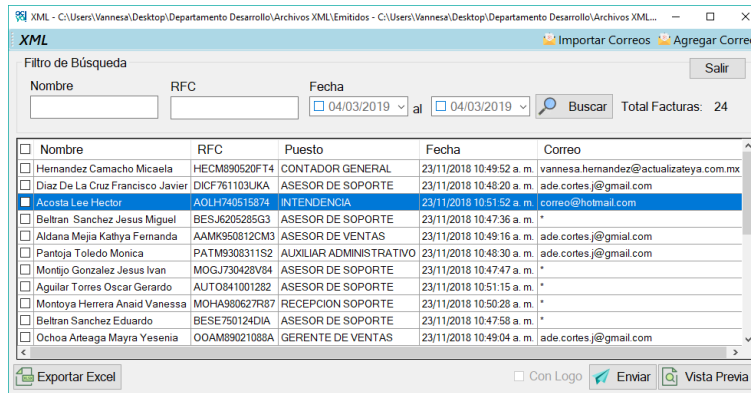 XML - C:\Users\Vannesa\Desktop\Departamento Desarrollo\Archivos XML\Emitidos - C:\Users\Vannesa\Desktop\Departamento Desarrollo\Archivos XML...
XML Importar Correos Agregar Corre
Filtro de Búsqueda Salir
Nombre RFC Fecha
04/03/2019 al 04/03/2019 Buscar Total Facturas: 24
Nombre RFC Puesto Fecha Correo
Hernandez Camacho Micaela HECM890520FT4 CONTADOR GENERAL 23/11/2018 10:49:52 a. m. vannesa.hernandez@actualizateya.com.mx
Diaz De La Cruz Francisco Javier DICF761103UKA ASESOR DE SOPORTE 23/11/2018 10:48:20 a. m. ade.cortes.j@gmail.com
Acosta Lee Hector AOLH740515874 INTENDENCIA 23/11/2018 10:51:52 a. m. correo@hotmail.com
Beltran Sanchez Jesus Miguel BESJ6205285G3 ASESOR DE SOPORTE 23/11/2018 10:47:36 a. m. *
Aldana Mejia Kathya Fernanda AAMK950812CM3 ASESOR DE VENTAS 23/11/2018 10:49:16 a. m. ade.cortes.j@gmial.com
Pantoja Toledo Monica PATM9308311S2 AUXILIAR ADMINISTRATIVO 23/11/2018 10:48:30 a. m. ade.cortes.j@gmail.com
Montijo Gonzalez Jesus Ivan MOGJ730428V84 ASESOR DE SOPORTE 23/11/2018 10:47:47 a. m. *
Aguilar Torres Oscar Gerardo AUTO841001282 ASESOR DE SOPORTE 23/11/2018 10:51:15 a. m. *
Montoya Herrera Anaid Vanessa MOHA980627R87 RECEPCION SOPORTE 23/11/2018 10:50:28 a. m. *
Beltran Sanchez Eduardo BESE750124DIA ASESOR DE SOPORTE 23/11/2018 10:47:58 a. m. *
Ochoa Arteaga Mayra Yesenia OOAM89021088A GERENTE DE VENTAS 23/11/2018 10:49:04 a. m. ade.cortes.j@gmail.com
Exportar Excel Con Logo Enviar Vista Previa